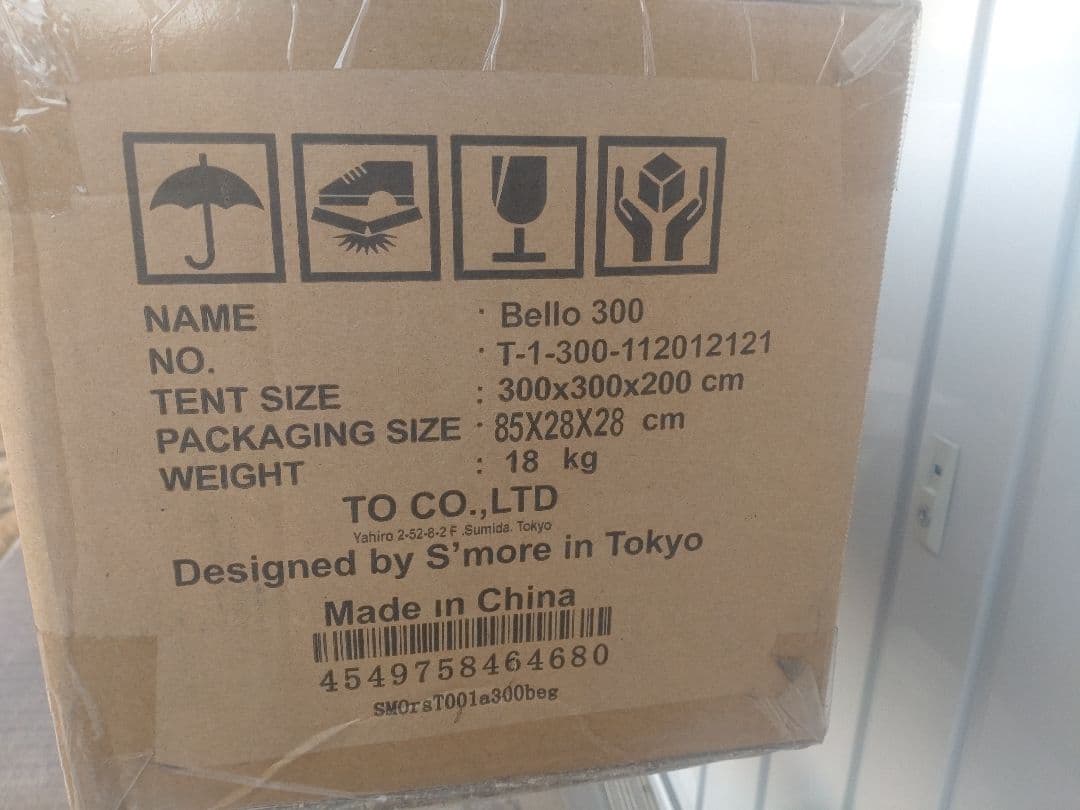 NAME : Bello 300
NO. : T-1-300-112012121
TENT SIZE : 300x300x200 cm
PACKAGING SIZE : 85X28X28 cm
WEIGHT : 18 kg
TO CO.,LTD
Yahiro 2-52-8-2 F .Sumida. Tokyo
Designed by S'more in Tokyo
Made in China
4549758464680
SMOrsT001a300beg